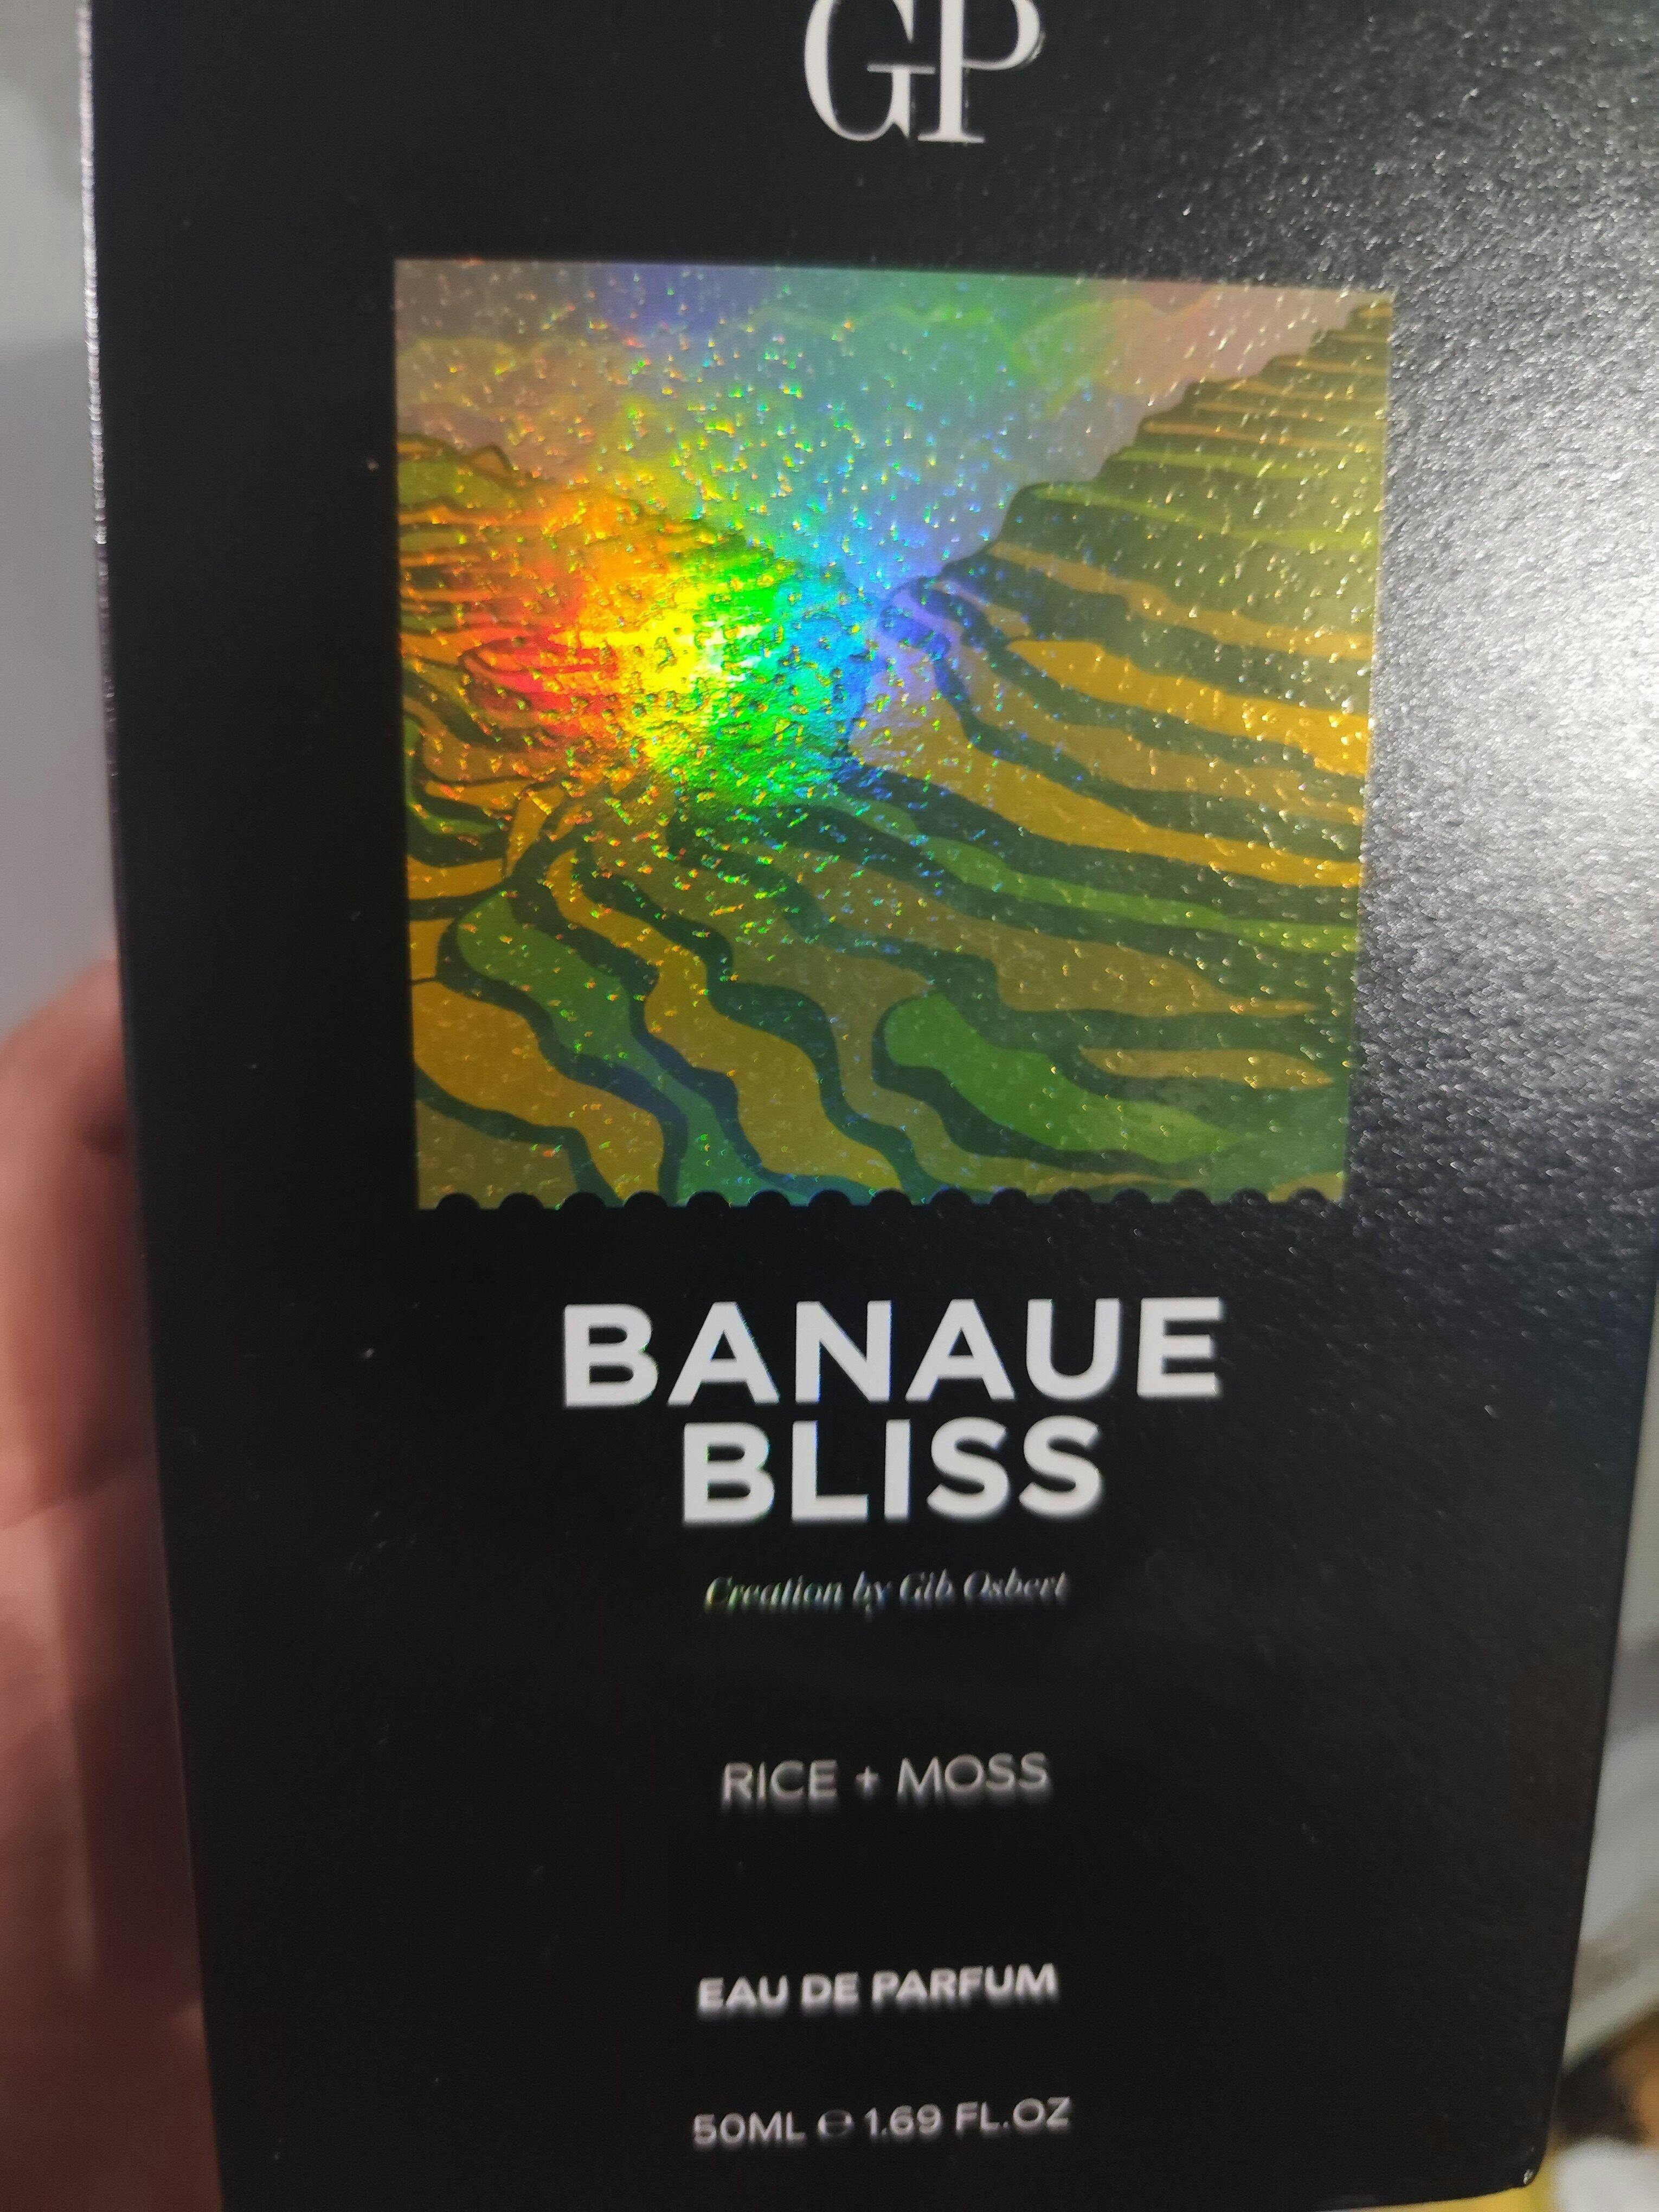 GP
BANAUE
BLISS
Creation by Gib Osbert
RICE + MOSS
EAU DE PARFUM
50ML ℮ 1.69 FL.OZ